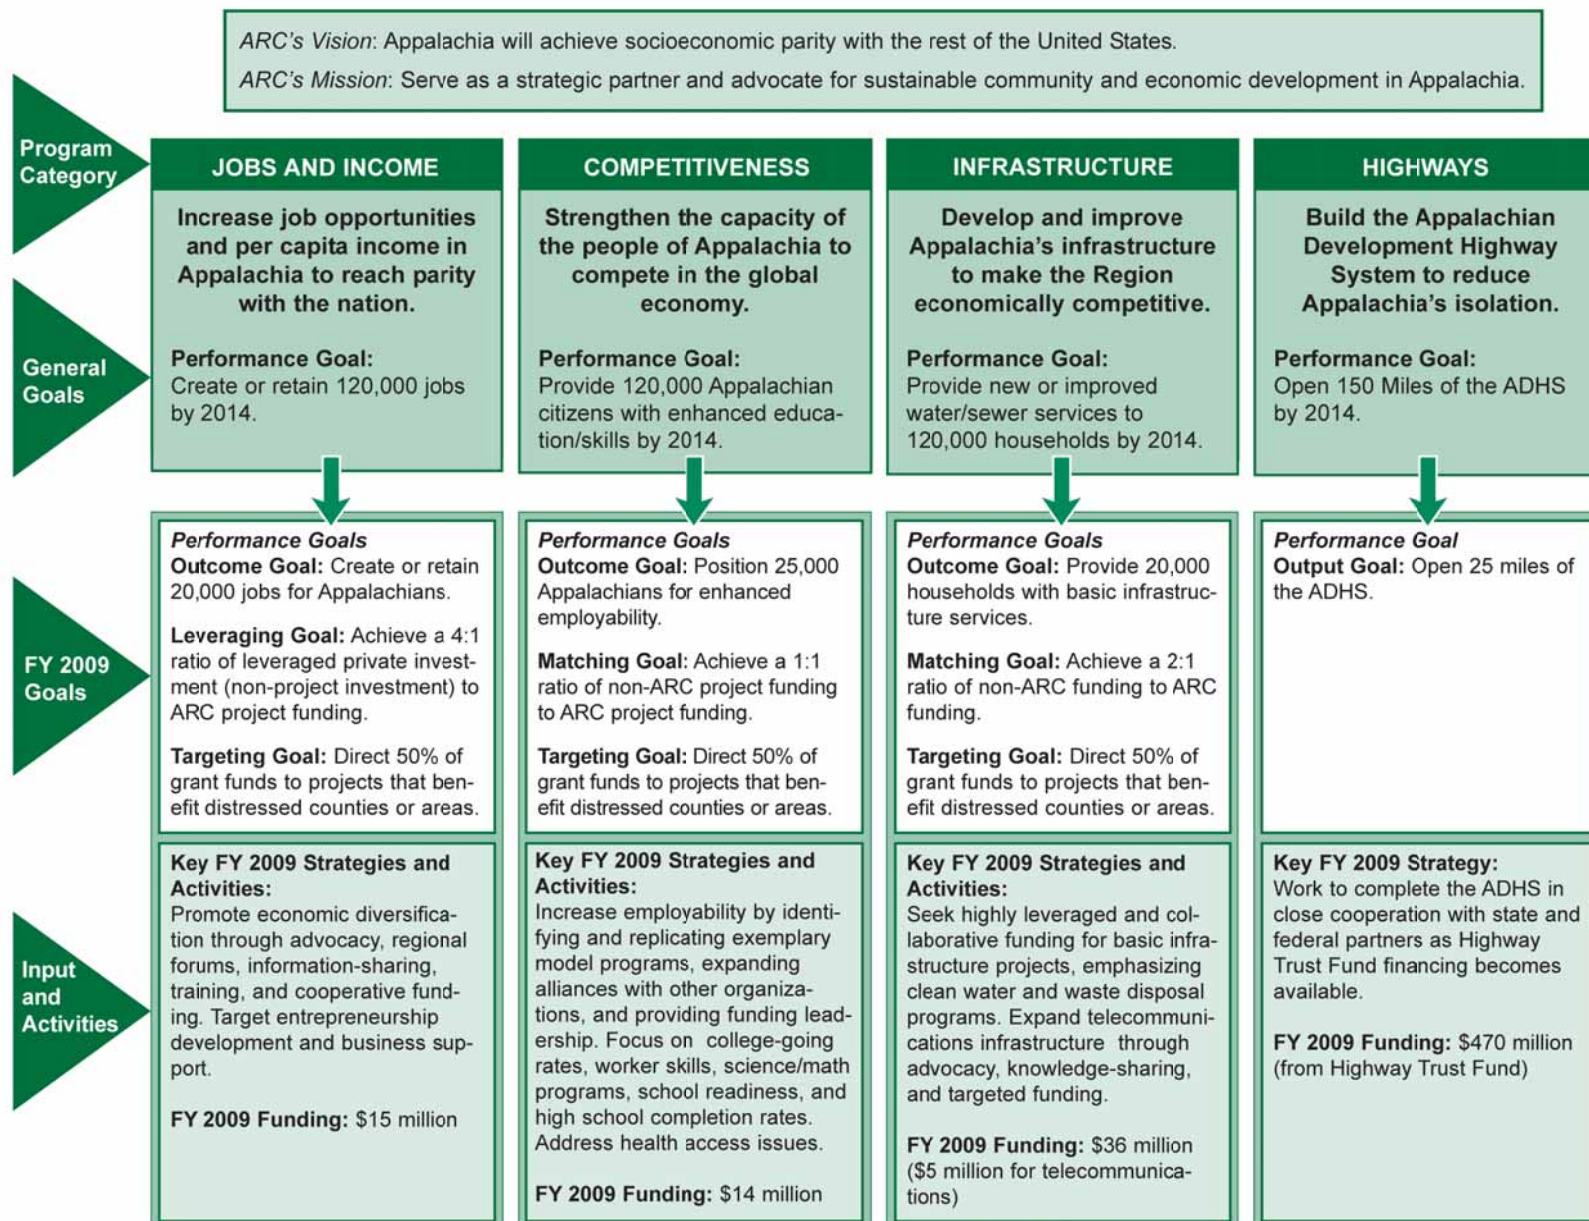 ARC's Vision: Appalachia will achieve socioeconomic parity with the rest of the United States.
ARC's Mission: Serve as a strategic partner and advocate for sustainable community and economic development in Appalachia.
Program
Category
JOBS AND INCOME
Increase job opportunities
and per capita income in
Appalachia to reach parity
with the nation.
COMPETITIVENESS
Strengthen the capacity of
the people of Appalachia to
compete in the global
economy.
INFRASTRUCTURE
Develop and improve
Appalachia's infrastructure
to make the Region
economically competitive.
HIGHWAYS
Build the Appalachian
Development Highway
System to reduce
Appalachia's isolation.
General
Goals
Performance Goal:
Create or retain 120,000 jobs
by 2014.
Performance Goal:
Provide 120,000 Appalachian
citizens with enhanced educa-
tion/skills by 2014.
Performance Goal:
Provide new or improved
water/sewer services to
120,000 households by 2014.
Performance Goal:
Open 150 Miles of the ADHS
by 2014.
FY 2009
Goals
Performance Goals
Outcome Goal: Create or retain
20,000 jobs for Appalachians.
Leveraging Goal: Achieve a 4:1
ratio of leveraged private invest-
ment (non-project investment) to
ARC project funding.
Targeting Goal: Direct 50% of
grant funds to projects that ben-
efit distressed counties or areas.
Performance Goals
Outcome Goal: Position 25,000
Appalachians for enhanced
employability.
Matching Goal: Achieve a 1:1
ratio of non-ARC project funding
to ARC project funding.
Targeting Goal: Direct 50% of
grant funds to projects that ben-
efit distressed counties or areas.
Performance Goals
Outcome Goal: Provide 20,000
households with basic infrastruc-
ture services.
Matching Goal: Achieve a 2:1
ratio of non-ARC funding to ARC
funding.
Targeting Goal: Direct 50% of
grant funds to projects that ben-
efit distressed counties or areas.
Performance Goal
Output Goal: Open 25 miles of
the ADHS.
Input
and
Activities
Key FY 2009 Strategies and
Activities:
Promote economic diversifica-
tion through advocacy, regional
forums, information-sharing,
training, and cooperative fund-
ing. Target entrepreneurship
development and business sup-
port.
FY 2009 Funding: $15 million
Key FY 2009 Strategies and
Activities:
Increase employability by identi-
fying and replicating exemplary
model programs, expanding
alliances with other organiza-
tions, and providing funding lead-
ership. Focus on college-going
rates, worker skills, science/math
programs, school readiness, and
high school completion rates.
Address health access issues.
FY 2009 Funding: $14 million
Key FY 2009 Strategies and
Activities:
Seek highly leveraged and col-
laborative funding for basic infra-
structure projects, emphasizing
clean water and waste disposal
programs. Expand telecommuni-
cations infrastructure through
advocacy, knowledge-sharing,
and targeted funding.
FY 2009 Funding: $36 million
($5 million for telecommunica-
tions)
Key FY 2009 Strategy:
Work to complete the ADHS in
close cooperation with state and
federal partners as Highway
Trust Fund financing becomes
available.
FY 2009 Funding: $470 million
(from Highway Trust Fund)